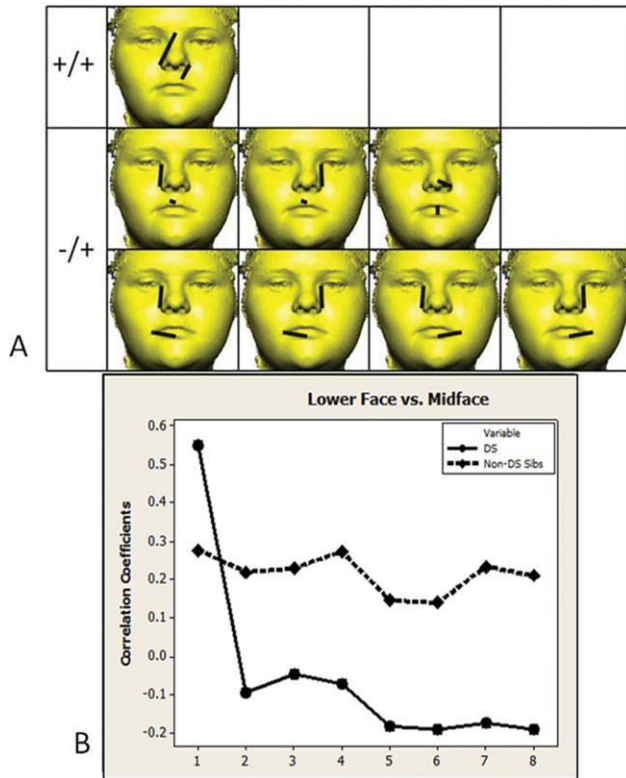 +/+
-/+
A
Lower Face vs. Midface
Variable
DS
Non-DS Sibs
Correlation Coefficients
0.6
0.5
0.4
0.3
0.2
0.1
0.0
-0.1
-0.2
1 2 3 4 5 6 7 8
B